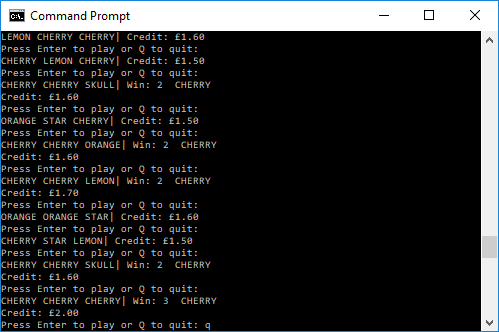 Command Prompt
LEMON CHERRY CHERRY| Credit: £1.60
Press Enter to play or Q to quit:
CHERRY LEMON CHERRY| Credit: £1.50
Press Enter to play or Q to quit:
CHERRY CHERRY SKULL| Win: 2  CHERRY
Credit: £1.60
Press Enter to play or Q to quit:
ORANGE STAR CHERRY| Credit: £1.50
Press Enter to play or Q to quit:
CHERRY CHERRY ORANGE| Win: 2  CHERRY
Credit: £1.60
Press Enter to play or Q to quit:
CHERRY CHERRY LEMON| Win: 2  CHERRY
Credit: £1.70
Press Enter to play or Q to quit:
ORANGE ORANGE STAR| Credit: £1.60
Press Enter to play or Q to quit:
CHERRY STAR LEMON| Credit: £1.50
Press Enter to play or Q to quit:
CHERRY CHERRY SKULL| Win: 2  CHERRY
Credit: £1.60
Press Enter to play or Q to quit:
CHERRY CHERRY CHERRY| Win: 3  CHERRY
Credit: £2.00
Press Enter to play or Q to quit: q